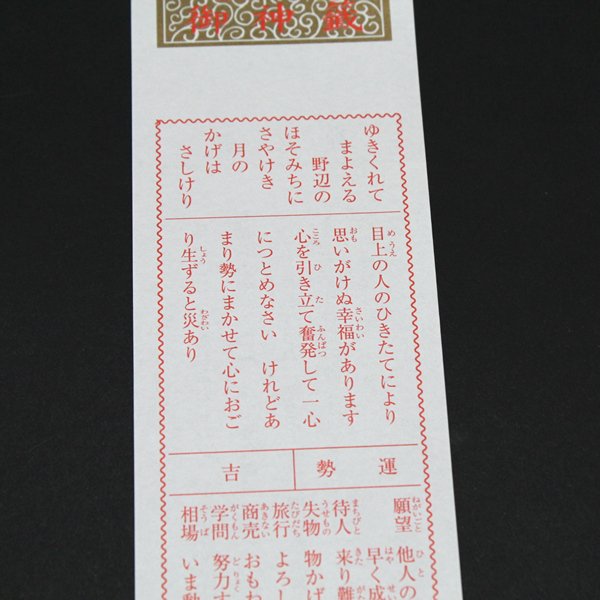 御神籤
ゆきくれて
まよえる
野辺の
ほそみちに
さやけき
月の
かげは
さしけり
目上の人のひきたてにより
思いがけぬ幸福があります
心を引き立て奮発して一心
につとめなさい けれどあ
まり勢にまかせて心におご
り生ずると災あり
運勢 吉
願望 他人の
早く成
待人 来り難
失物 物かげ
旅行 よろし
商売 おもわ
学問 努力す
相場 いま動